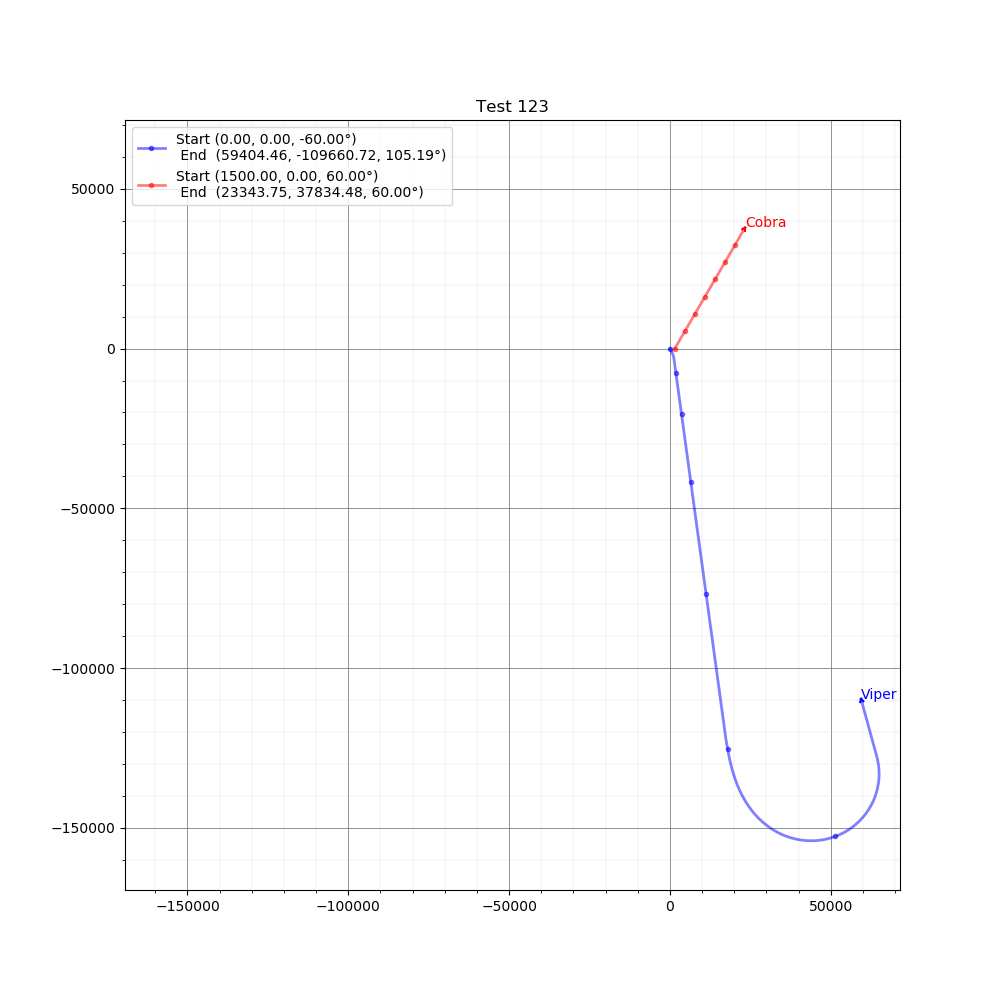 Test 123
Start (0.00, 0.00, -60.00°)
End  (59404.46, -109660.72, 105.19°)
Start (1500.00, 0.00, 60.00°)
End  (23343.75, 37834.48, 60.00°)
50000
Cobra
0
−50000
−100000
Viper
−150000
−150000 −100000 −50000 0 50000